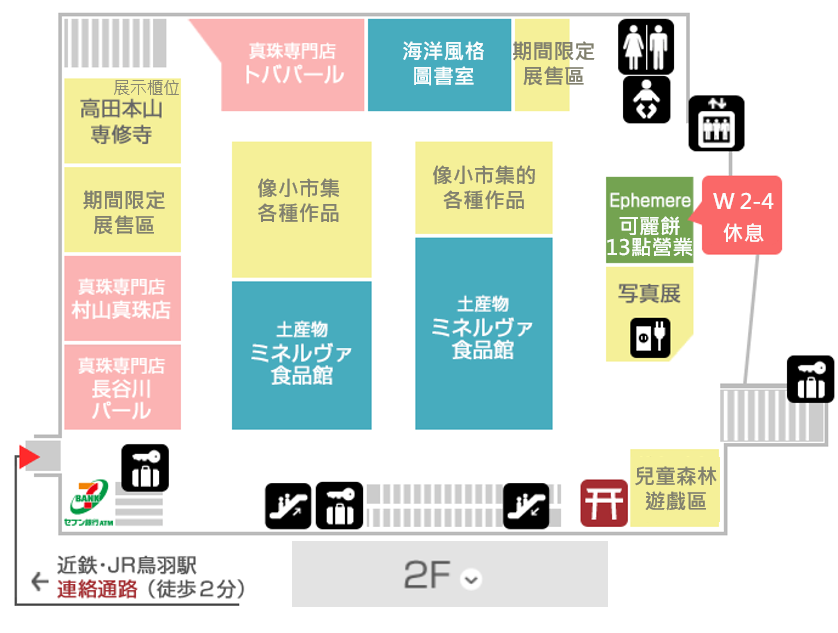 真珠専門店
トバパール
海洋風格
圖書室
期間限定
展售區
展示櫃位
高田本山
専修寺
期間限定
展售區
像小市集
各種作品
像小市集的
各種作品
Ephemere
可麗餅
13點營業
W 2-4
休息
真珠専門店
村山真珠店
土産物
ミネルヴァ
食品館
土産物
ミネルヴァ
食品館
写真展
真珠専門店
長谷川
パール
7
BANK
セブン銀行ATM
兒童森林
遊戲區
近鉄・JR鳥羽駅
連絡通路（徒歩２分）
2F